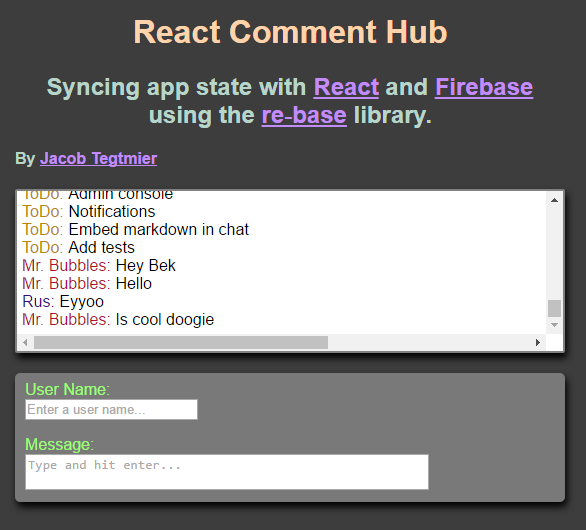 React Comment Hub
Syncing app state with React and Firebase
using the re-base library.
By Jacob Tegtmier
ToDo: Admin console
ToDo: Notifications
ToDo: Embed markdown in chat
ToDo: Add tests
Mr. Bubbles: Hey Bek
Mr. Bubbles: Hello
Rus: Eyyoo
Mr. Bubbles: Is cool doogie
User Name:
Enter a user name...
Message:
Type and hit enter...